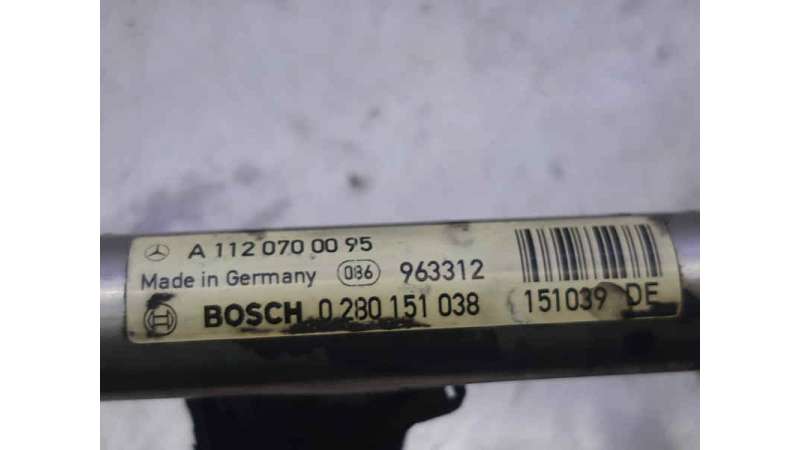 A 112 070 00 95
Made in Germany 086 963312
BOSCH 0 280 151 038 151039 DE